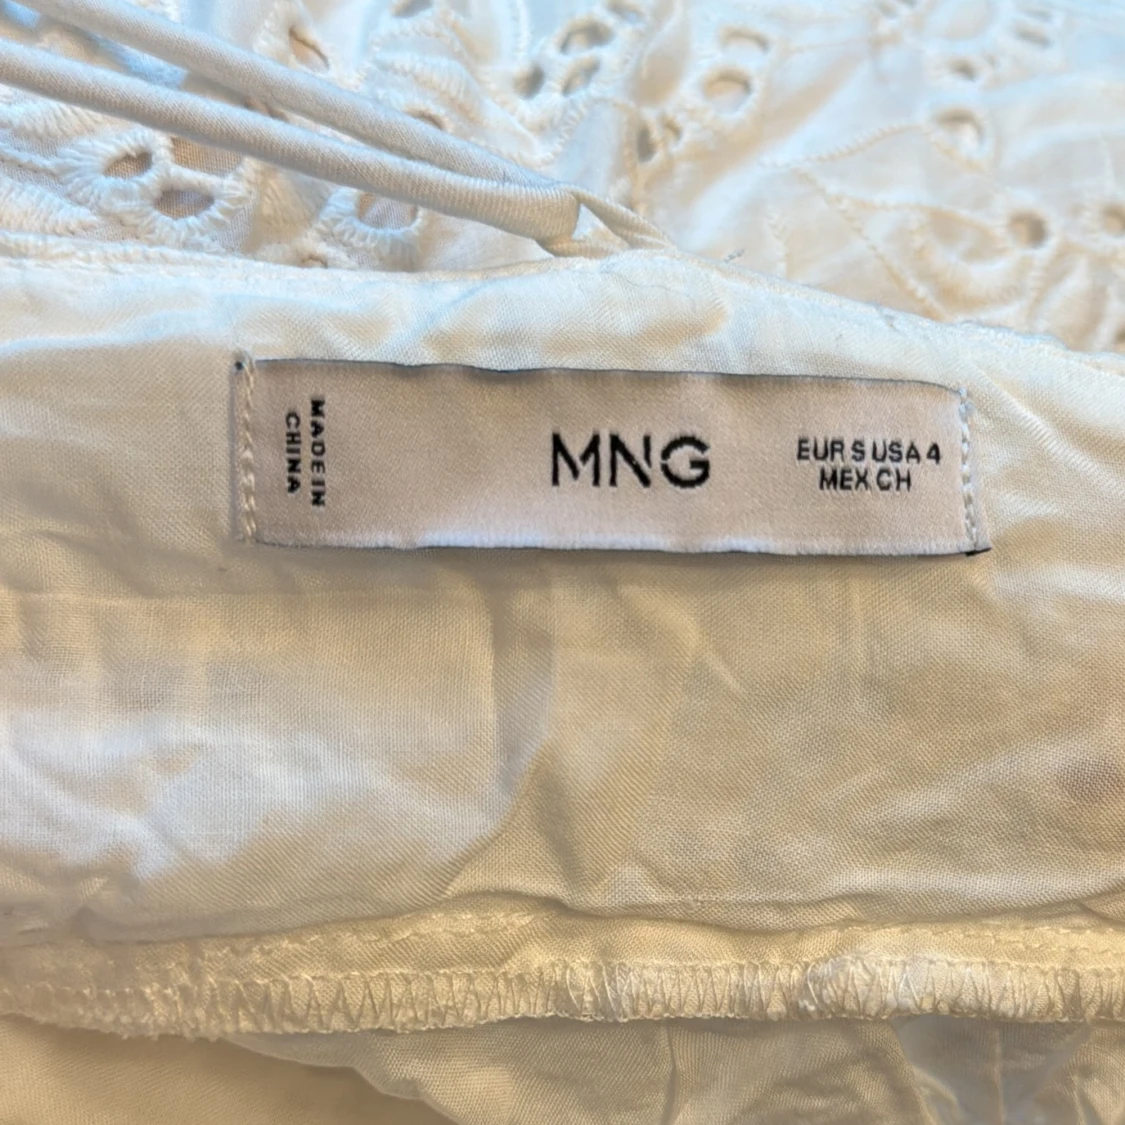 MADE IN
CHINA
MNG
EUR S USA 4
MEX CH